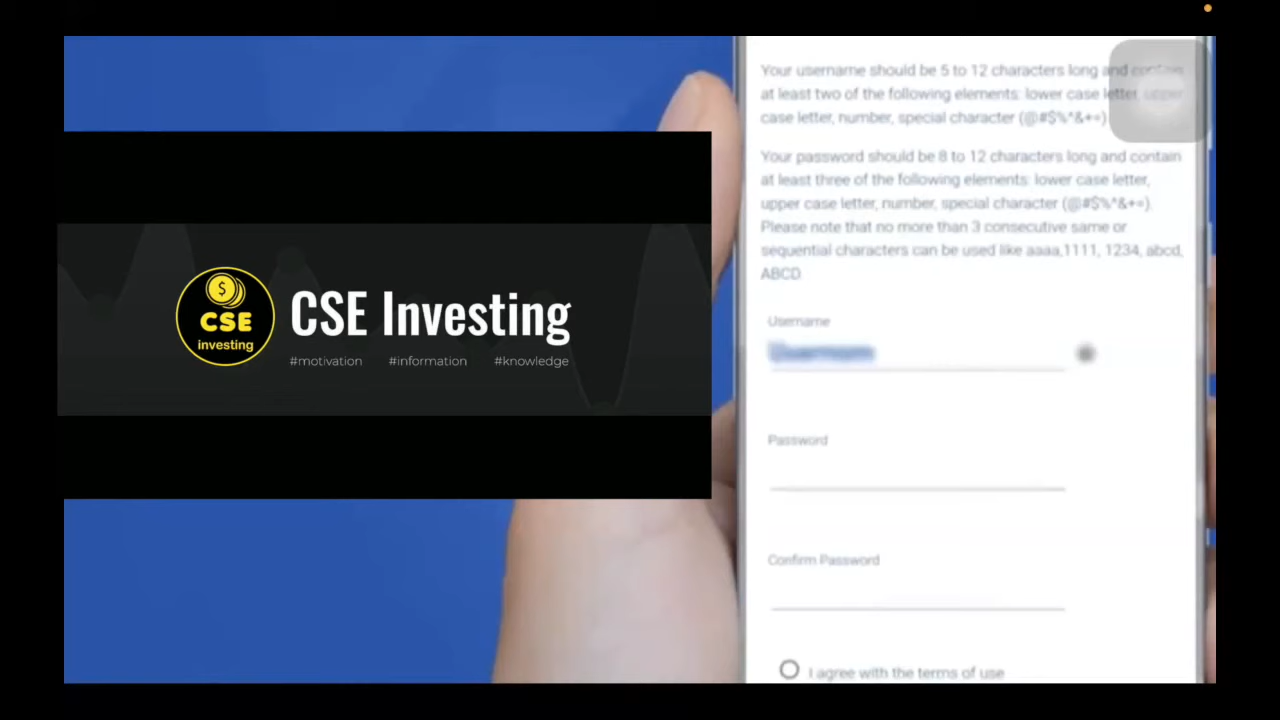 $
CSE
investing
CSE Investing
#motivation #information #knowledge
Your username should be 5 to 12 characters long and contain
at least two of the following elements: lower case letter, upper
case letter, number, special character (@#$%^&+=)
Your password should be 8 to 12 characters long and contain
at least three of the following elements: lower case letter,
upper case letter, number, special character (@#$%^&+=).
Please note that no more than 3 consecutive same or
sequential characters can be used like aaaa,1111, 1234, abcd,
ABCD
Username
Password
Confirm Password
I agree with the terms of use